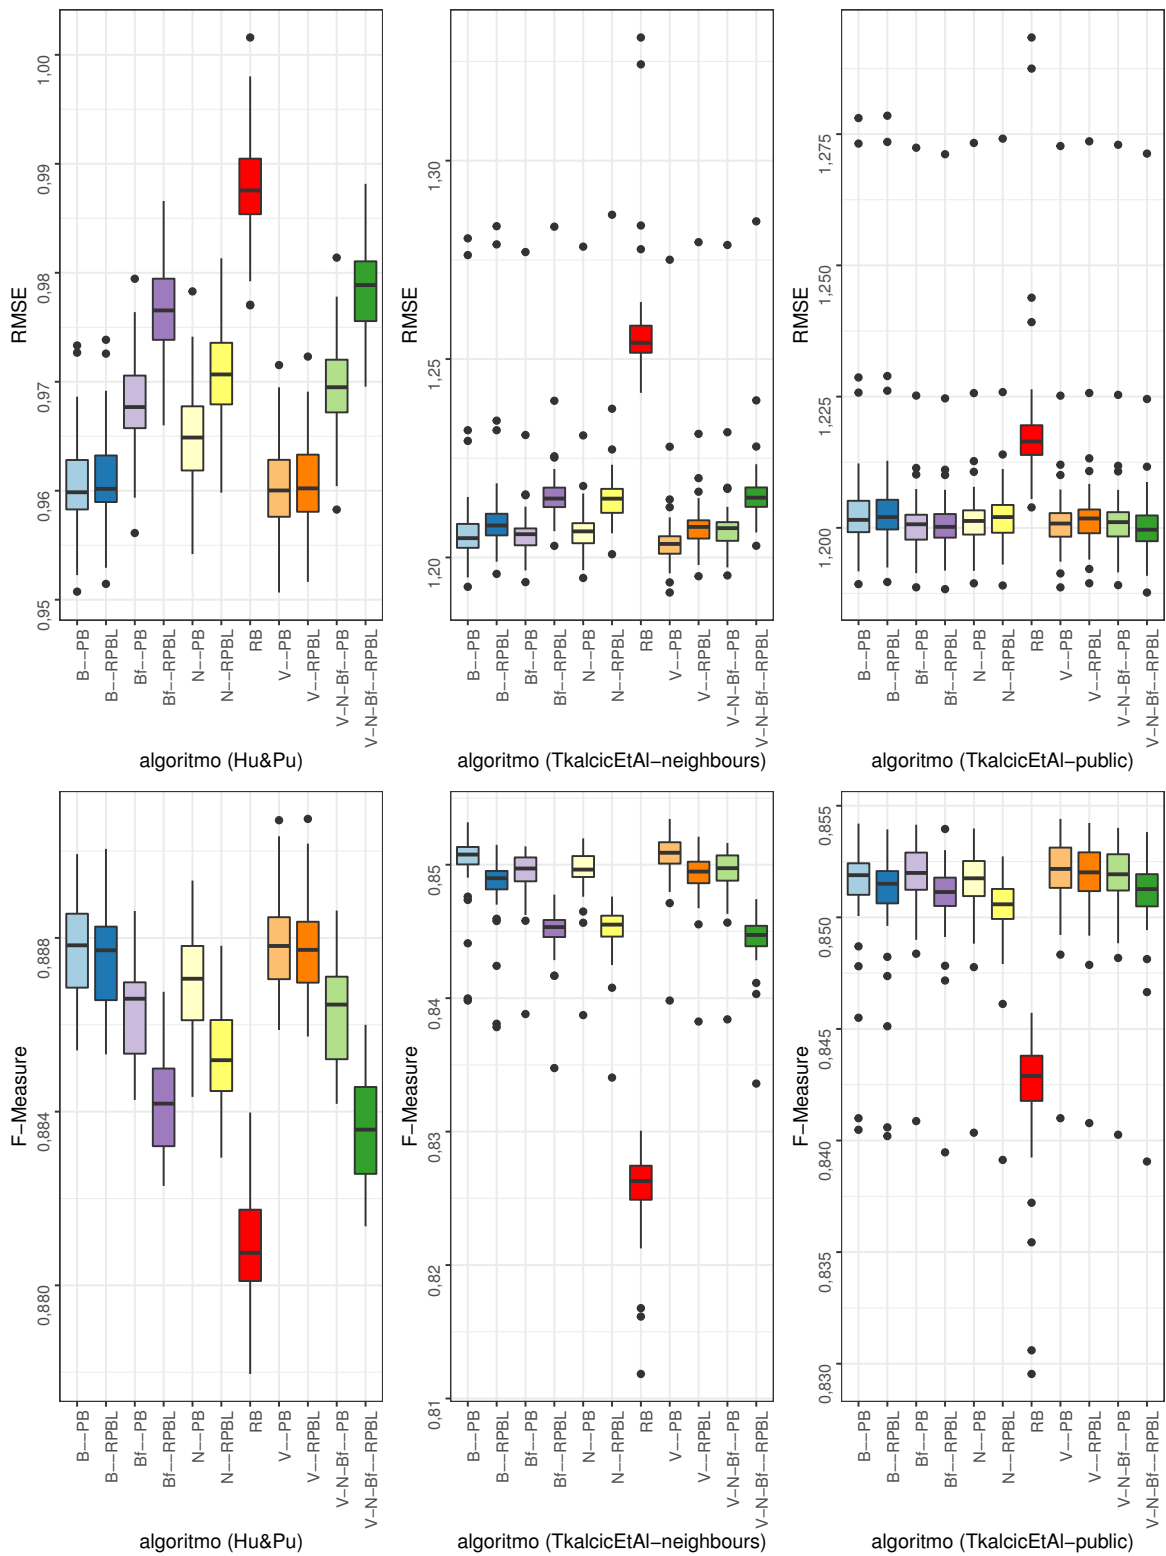 RMSE
1,00
0,99
0,98
0,97
0,96
0,95
B−−−PB
B−−−RPBL
Bf−−−PB
Bf−−−RPBL
N−−−PB
N−−−RPBL
RB
V−−−PB
V−−−RPBL
V−N−Bf−−−PB
V−N−Bf−−−RPBL
algoritmo (Hu&Pu)
RMSE
1,30
1,25
1,20
B−−−PB
B−−−RPBL
Bf−−−PB
Bf−−−RPBL
N−−−PB
N−−−RPBL
RB
V−−−PB
V−−−RPBL
V−N−Bf−−−PB
V−N−Bf−−−RPBL
algoritmo (TkalcicEtAl−neighbours)
RMSE
1,275
1,250
1,225
1,200
B−−−PB
B−−−RPBL
Bf−−−PB
Bf−−−RPBL
N−−−PB
N−−−RPBL
RB
V−−−PB
V−−−RPBL
V−N−Bf−−−PB
V−N−Bf−−−RPBL
algoritmo (TkalcicEtAl−public)
F−Measure
0,888
0,884
0,880
B−−−PB
B−−−RPBL
Bf−−−PB
Bf−−−RPBL
N−−−PB
N−−−RPBL
RB
V−−−PB
V−−−RPBL
V−N−Bf−−−PB
V−N−Bf−−−RPBL
algoritmo (Hu&Pu)
F−Measure
0,85
0,84
0,83
0,82
0,81
B−−−PB
B−−−RPBL
Bf−−−PB
Bf−−−RPBL
N−−−PB
N−−−RPBL
RB
V−−−PB
V−−−RPBL
V−N−Bf−−−PB
V−N−Bf−−−RPBL
algoritmo (TkalcicEtAl−neighbours)
F−Measure
0,855
0,850
0,845
0,840
0,835
0,830
B−−−PB
B−−−RPBL
Bf−−−PB
Bf−−−RPBL
N−−−PB
N−−−RPBL
RB
V−−−PB
V−−−RPBL
V−N−Bf−−−PB
V−N−Bf−−−RPBL
algoritmo (TkalcicEtAl−public)